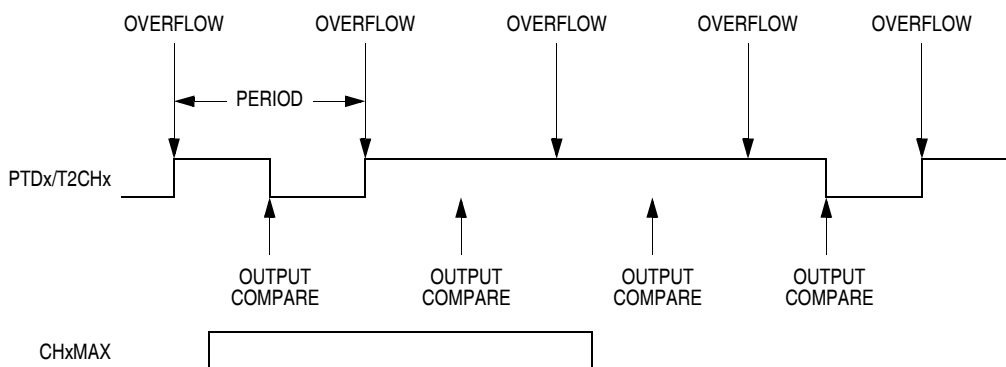 OVERFLOW OVERFLOW OVERFLOW OVERFLOW OVERFLOW
PERIOD
PTDx/T2CHx
OUTPUT COMPARE
OUTPUT COMPARE
OUTPUT COMPARE
OUTPUT COMPARE
CHxMAX